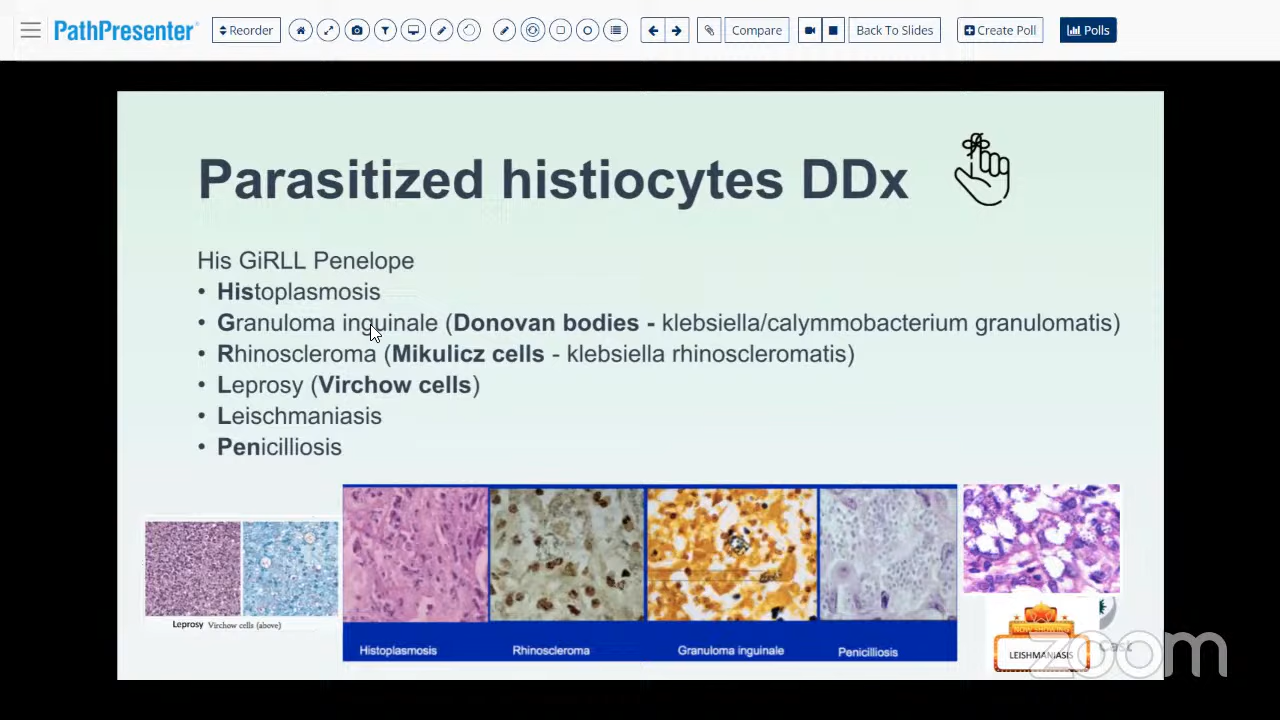 PathPresenter
Reorder
Compare
Back To Slides
Create Poll
Polls
Parasitized histiocytes DDx
His GiRLL Penelope
• Histoplasmosis
• Granuloma inguinale (Donovan bodies - klebsiella/calymmobacterium granulomatis)
• Rhinoscleroma (Mikulicz cells - klebsiella rhinoscleromatis)
• Leprosy (Virchow cells)
• Leischmaniasis
• Penicilliosis
Leprosy Virchow cells (above)
Histoplasmosis
Rhinoscleroma
Granuloma inguinale
Penicilliosis
LEISHMANIASIS
Cast
zoom